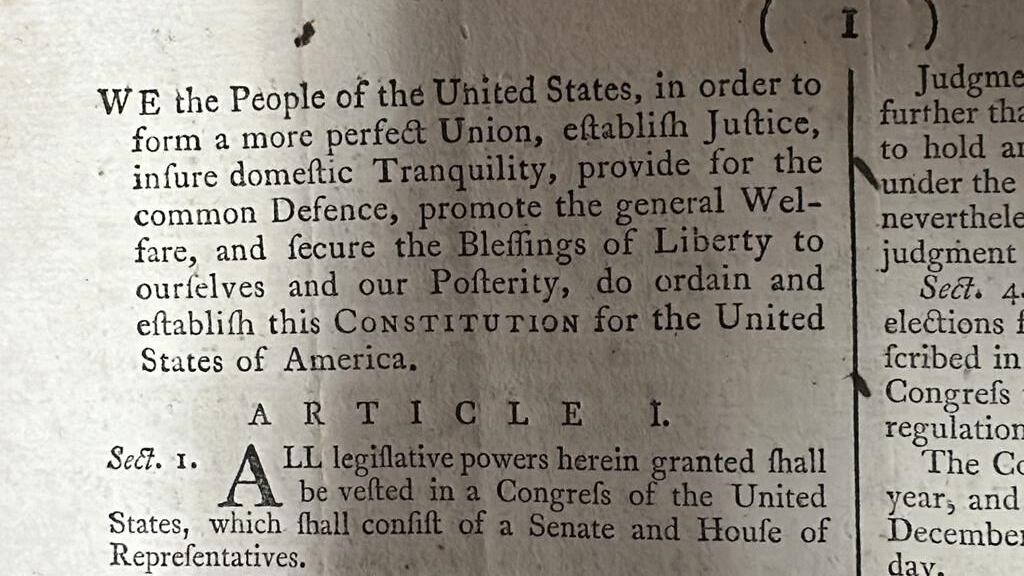 ( I )
WE the People of the United States, in order to
form a more perfect Union, eſtabliſh Juſtice,
inſure domeſtic Tranquility, provide for the
common Defence, promote the general Wel-
fare, and ſecure the Bleſſings of Liberty to
ourſelves and our Poſterity, do ordain and
eſtabliſh this CONSTITUTION for the United
States of America.
ARTICLE I.
Sect. 1. ALL legiſlative powers herein granted ſhall
be veſted in a Congreſs of the United
States, which ſhall conſiſt of a Senate and Houſe of
Repreſentatives.
Judgme
further tha
to hold an
under the
neverthele
judgment
Sect. 4.
elections f
ſcribed in
Congreſs
regulation
The Co
year, and
December
day.